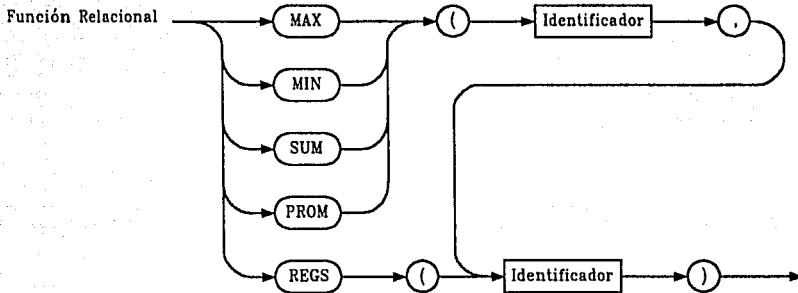 Función Relacional MAX ( Identificador ,
MIN
SUM
PROM
REGS ( Identificador )